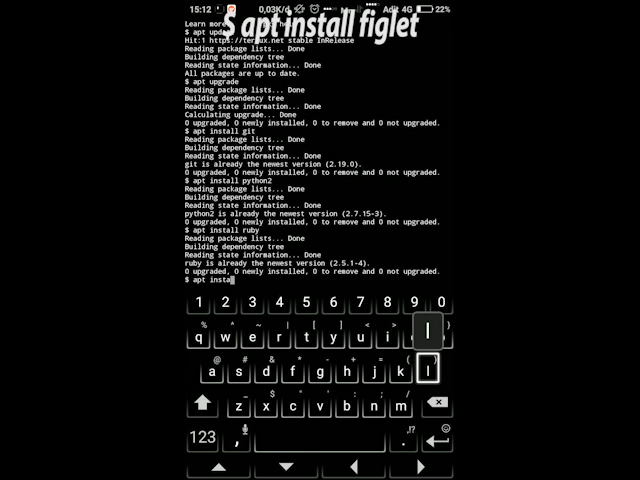 15:12 0,03K/d Adit 4G 22%
$ apt install figlet
Learn more
$ apt upda
Hit:1 https://termux.net stable InRelease
Reading package lists... Done
Building dependency tree
Reading state information... Done
All packages are up to date.
$ apt upgrade
Reading package lists... Done
Building dependency tree
Reading state information... Done
Calculating upgrade... Done
0 upgraded, 0 newly installed, 0 to remove and 0 not upgraded.
$ apt install git
Reading package lists... Done
Building dependency tree
Reading state information... Done
git is already the newest version (2.19.0).
0 upgraded, 0 newly installed, 0 to remove and 0 not upgraded.
$ apt install python2
Reading package lists... Done
Building dependency tree
Reading state information... Done
python2 is already the newest version (2.7.15-3).
0 upgraded, 0 newly installed, 0 to remove and 0 not upgraded.
$ apt install ruby
Reading package lists... Done
Building dependency tree
Reading state information... Done
ruby is already the newest version (2.5.1-4).
0 upgraded, 0 newly installed, 0 to remove and 0 not upgraded.
$ apt insta
1 2 3 4 5 6 7 8 9 0
% ^ ~ | [ ] < > )
q w e r t y u i l
@ # & * - + = ( )
a s d f g h j k l
_ $ " ' : ; /
z x c v b n m
123 , . ,!?